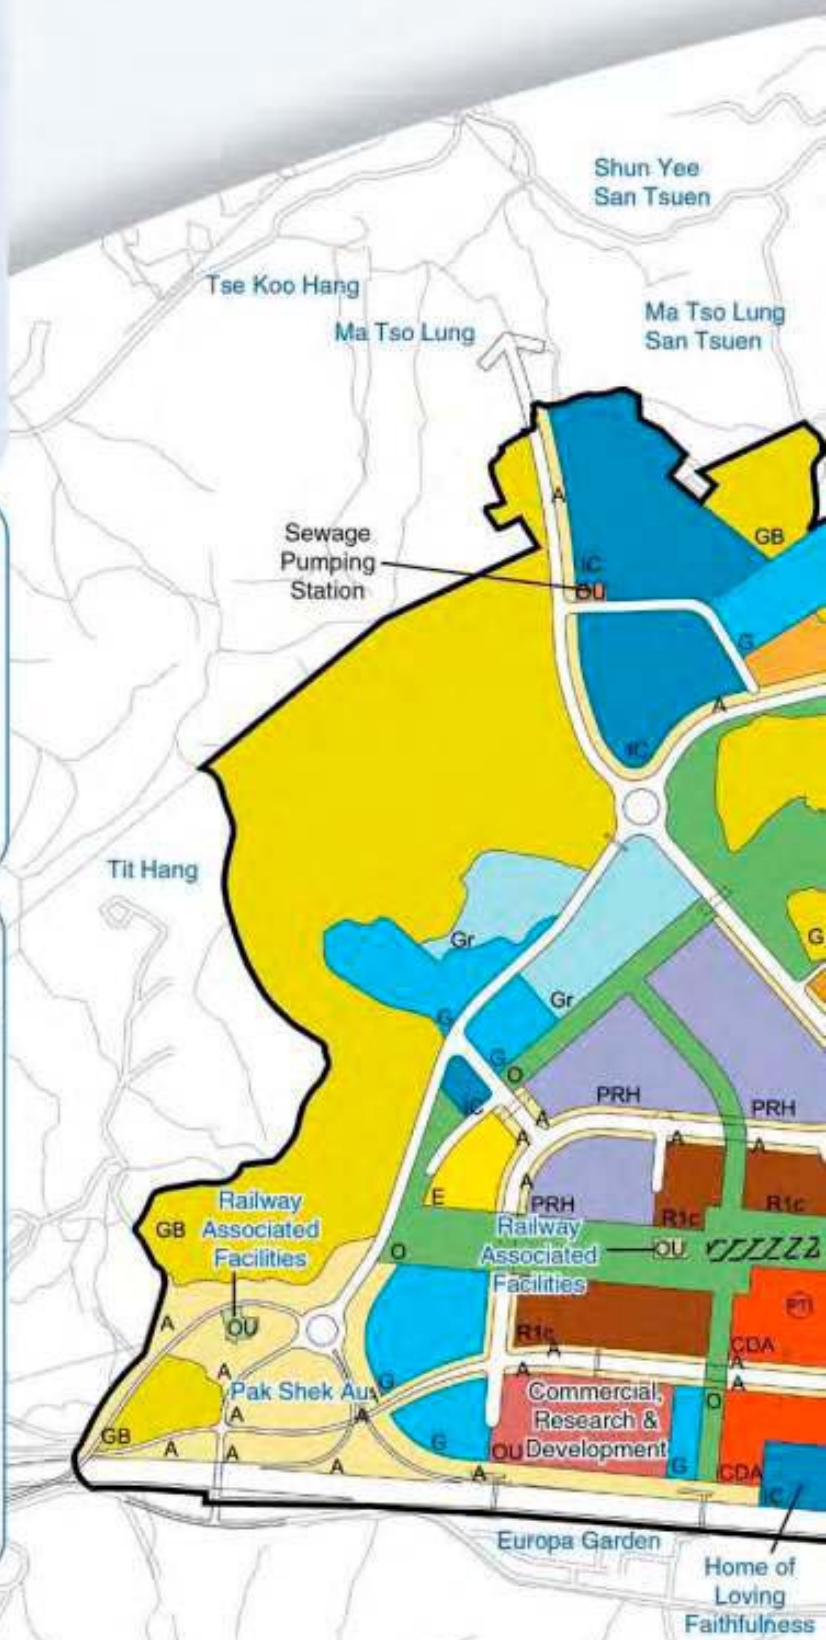 Shun Yee
San Tsuen
Tse Koo Hang
Ma Tso Lung
Ma Tso Lung
San Tsuen
A
Sewage
Pumping
Station
GB
IC
OU
G
A
IC
Tit Hang
Gr
G
Gr
G
G
O
PRH
PRH
IC
A
A
A
A
A
E
PRH
R1c
R1c
GB
Railway
Associated
Facilities
Railway
Associated
Facilities
O
OU
A
OU
PTI
R1c
A
CDA
A
A
A
A
G
Pak Shek Au
Commercial,
Research &
Development
O
A
A
GB
A
A
G
OU
G
A
A
CDA
IC
Europa Garden
Home of
Loving
Faithfulness